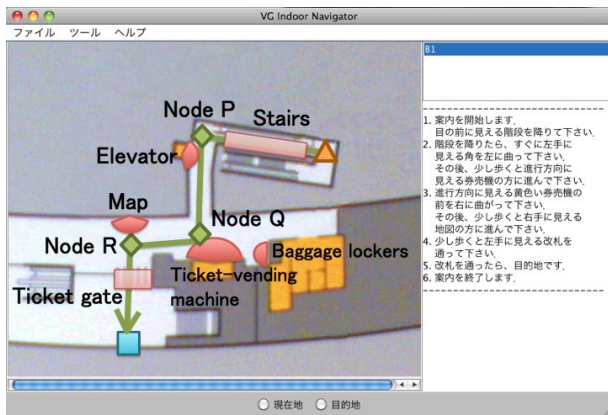 VG Indoor Navigator
ファイル ツール ヘルプ
Node P
Stairs
Elevator
Map
Node Q
Node R
Baggage lockers
Ticket-vending
machine
Ticket gate
B1
1. 案内を開始します.
目の前に見える階段を降りて下さい.
2. 階段を降りたら、すぐに左手に
見える角を左に曲って下さい.
その後、少し歩くと進行方向に
見える券売機の方に進んで下さい.
3. 進行方向に見える黄色い券売機の
前を右に曲がって下さい.
その後、少し歩くと右手に見える
地図の方に進んで下さい.
4. 少し歩くと左手に見える改札を
通って下さい.
5. 改札を通ったら、目的地です.
6. 案内を終了します.
現在地 目的地